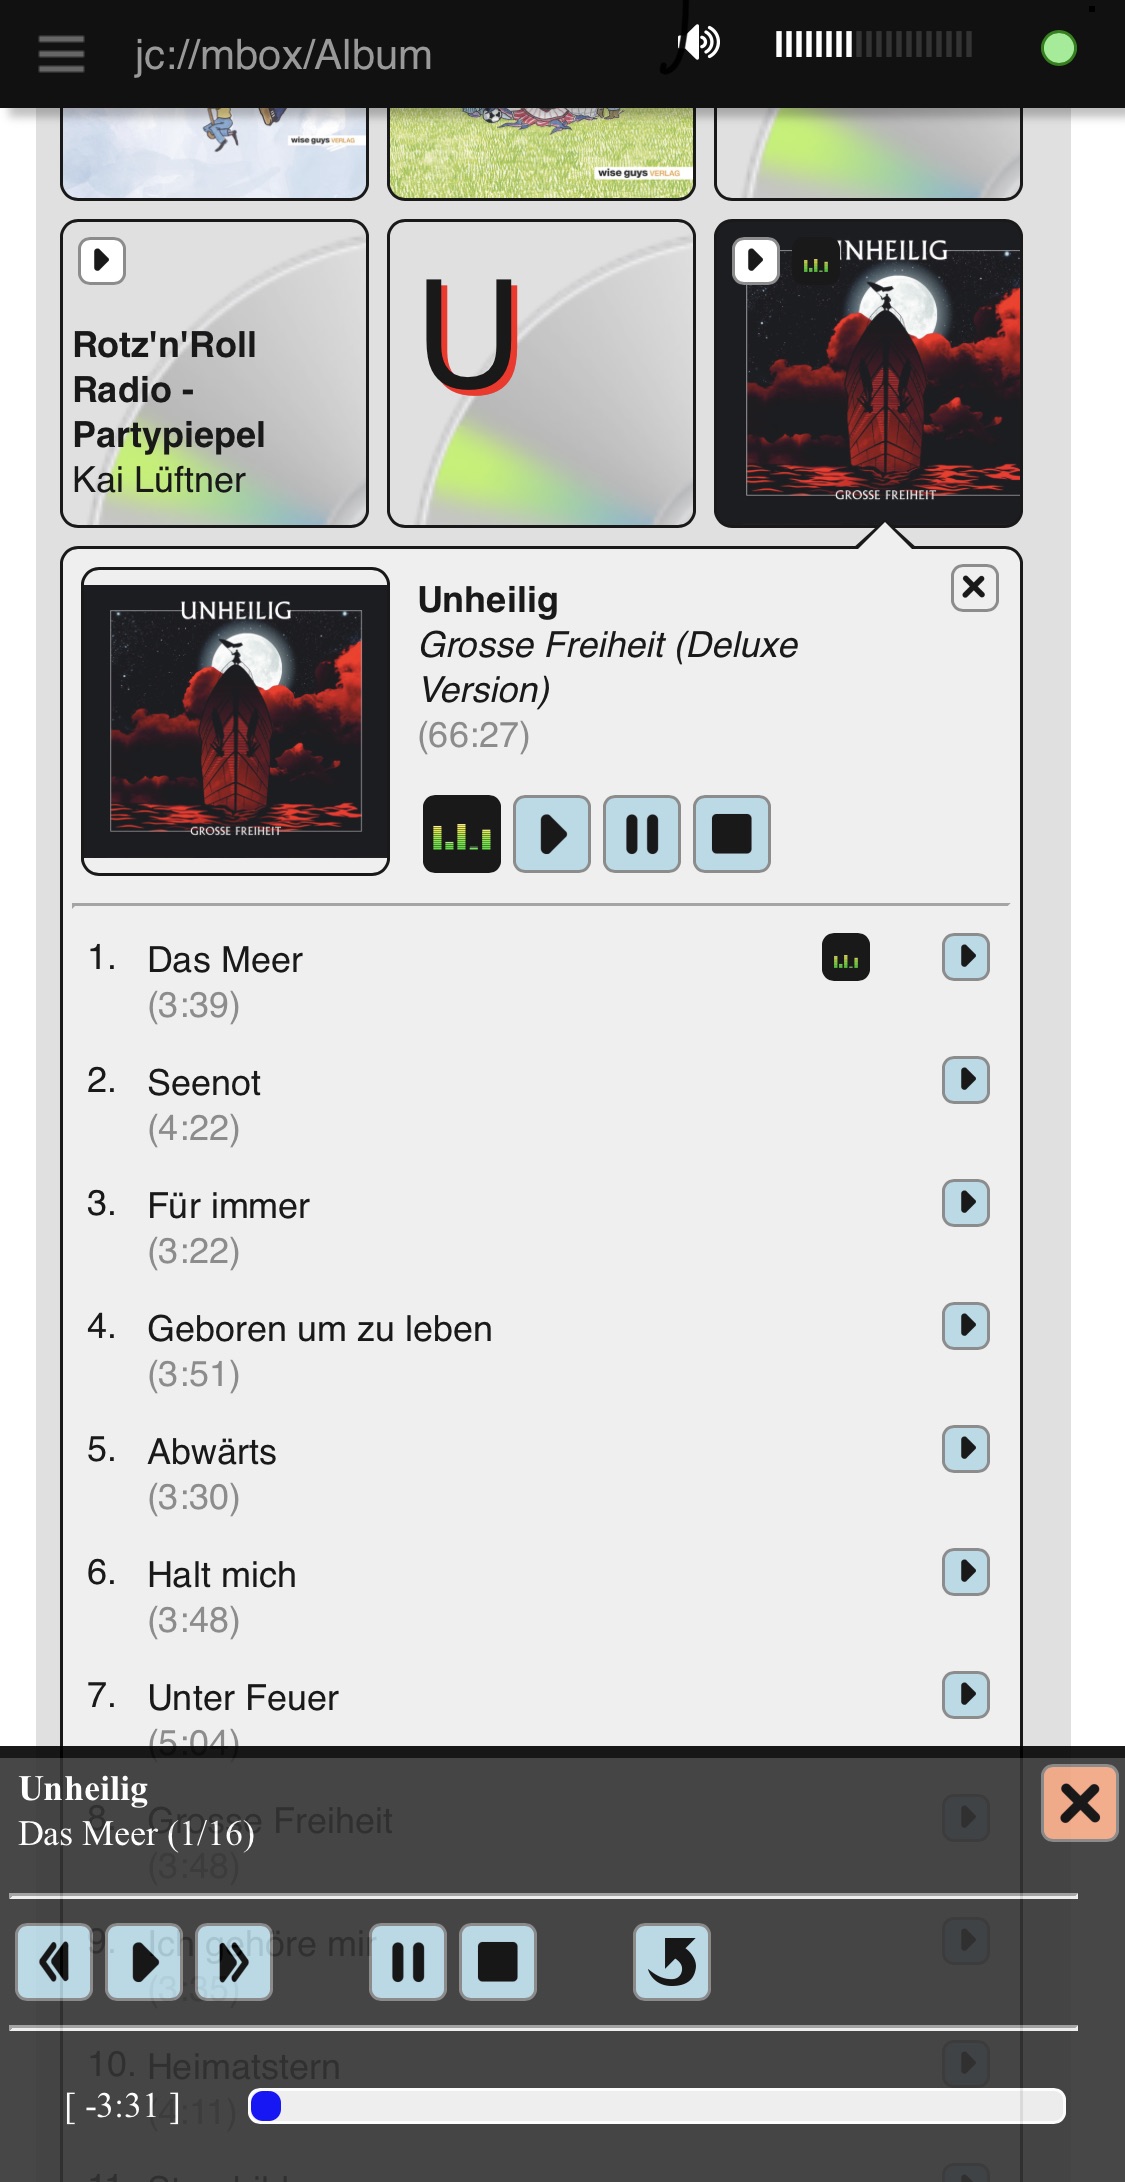 jc://mbox/Album
wise guys VERLAG
wise guys VERLAG
Rotz'n'Roll
Radio -
Partypiepel
Kai Lüftner
U
UNHEILIG
GROSSE FREIHEIT
UNHEILIG
GROSSE FREIHEIT
Unheilig
Grosse Freiheit (Deluxe
Version)
(66:27)
1. Das Meer
(3:39)
2. Seenot
(4:22)
3. Für immer
(3:22)
4. Geboren um zu leben
(3:51)
5. Abwärts
(3:30)
6. Halt mich
(3:48)
7. Unter Feuer
(5:04)
Unheilig
8. Grosse Freiheit
Das Meer (1/16)
(3:48)
9. Ich gehöre mir
(3:35)
10. Heimatstern
[ -3:31 ]
(4:11)
11.